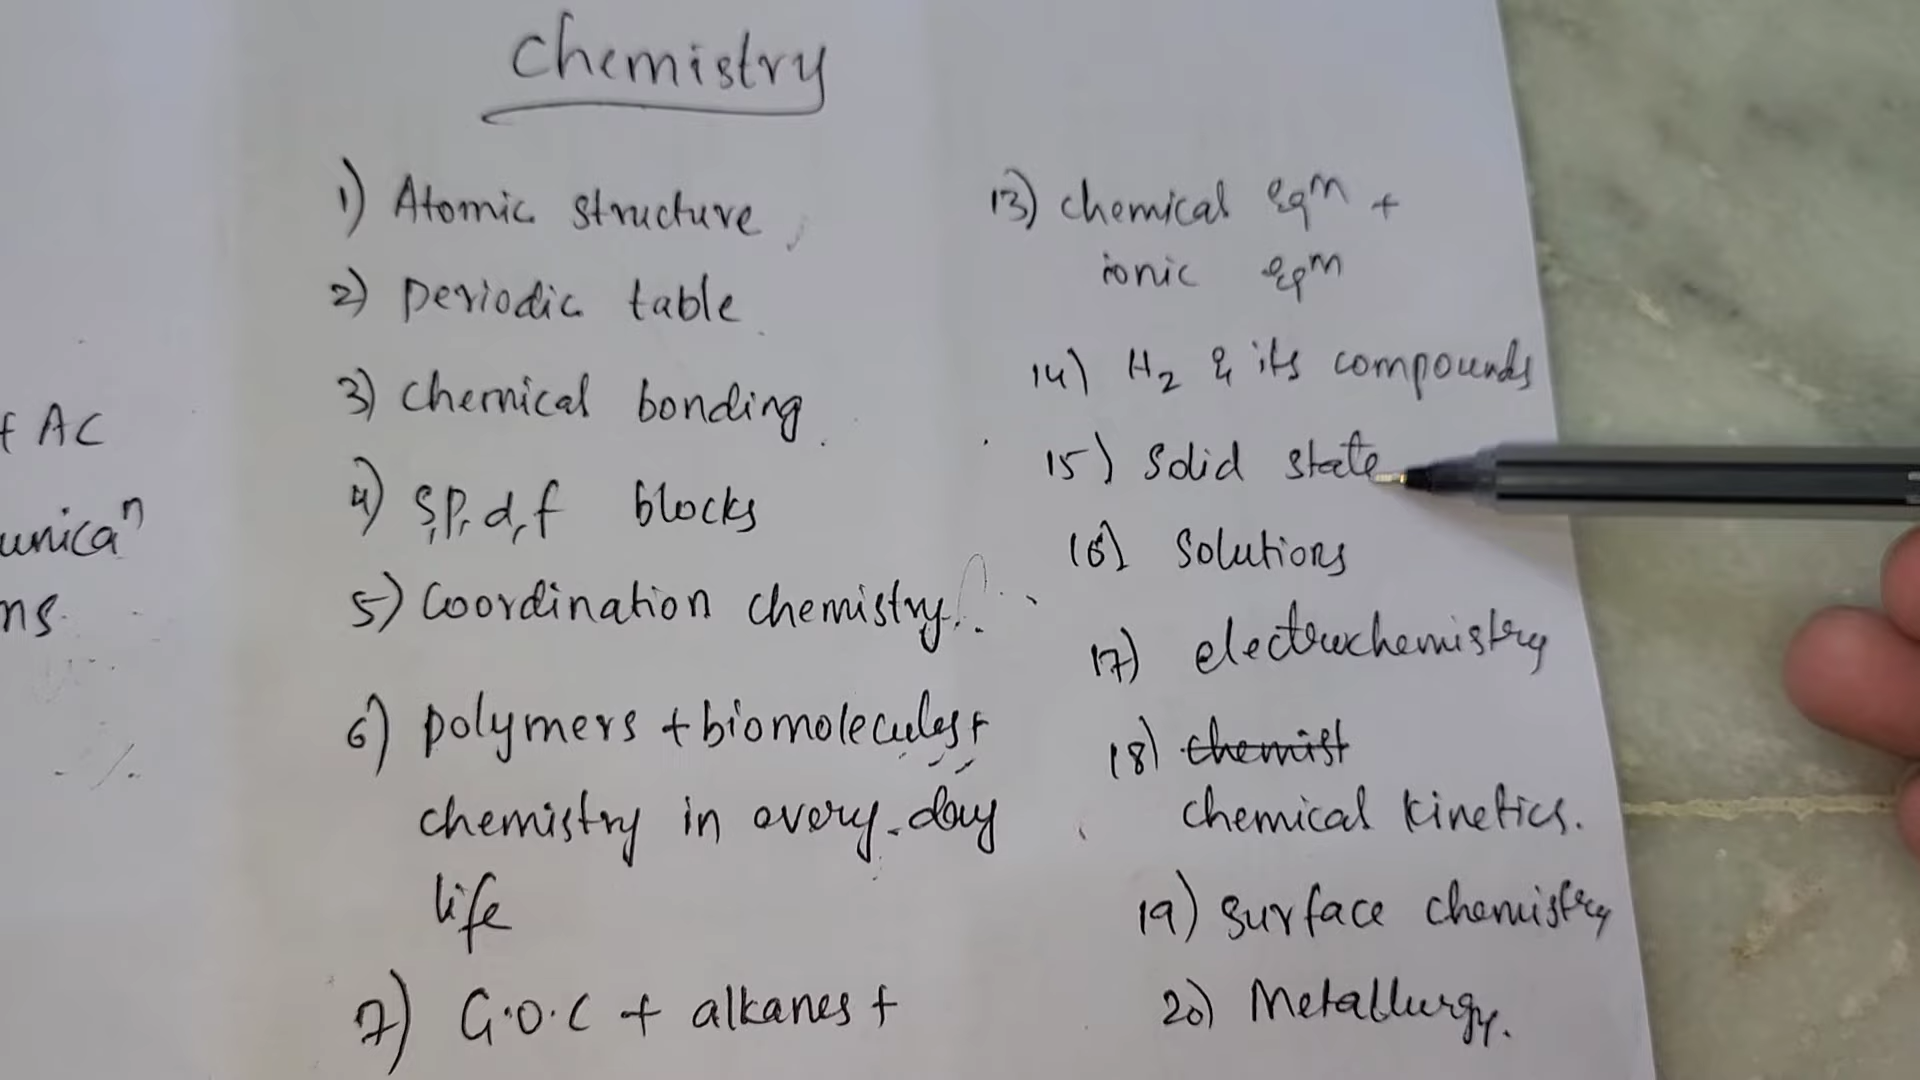 Chemistry
1) Atomic structure
2) periodic table
3) chemical bonding
4) s,p,d,f blocks
5) Coordination chemistry
6) polymers + biomolecules +
chemistry in every-day
life
7) G.O.C + alkanes +
13) chemical eqm +
ionic eqm
14) H2 & its compounds
15) solid state
16) solutions
17) electrochemistry
18) chemist
chemical kinetics.
19) surface chemistry
20) Metallurgy.
f AC
unican
ns.